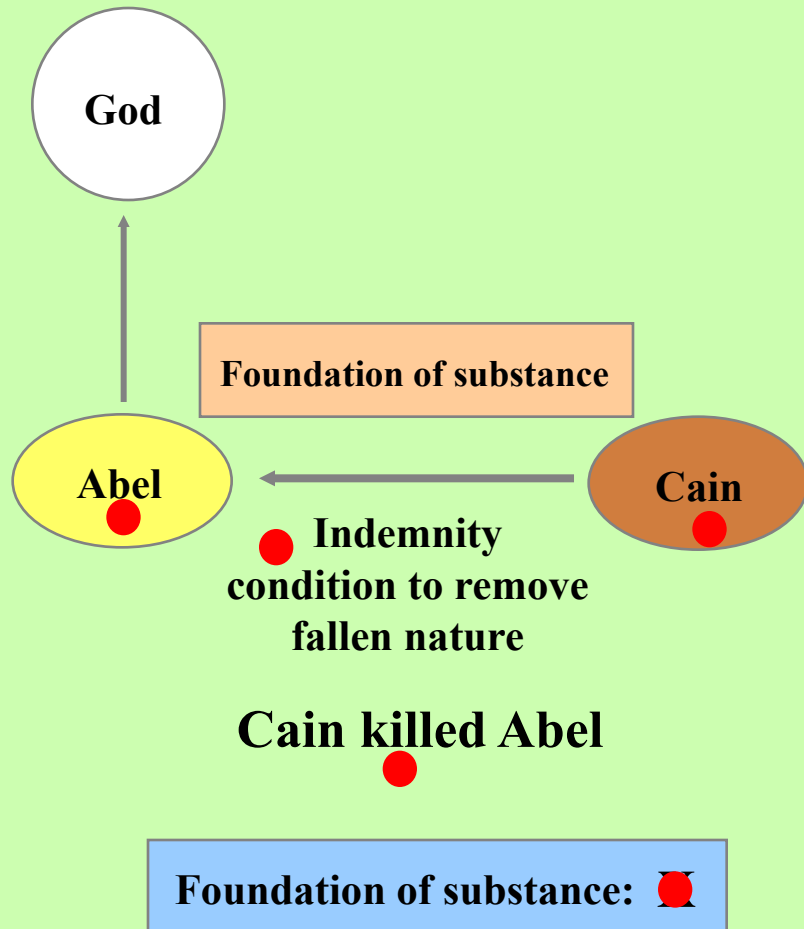 God
Foundation of substance
Abel
Cain
Indemnity
condition to remove
fallen nature
Cain killed Abel
Foundation of substance: